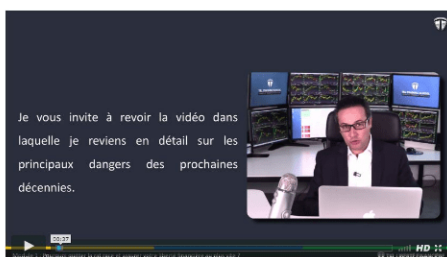 Je vous invite à revoir la vidéo dans
laquelle je reviens en détail sur les
principaux dangers des prochaines
décennies.
08:37
HD